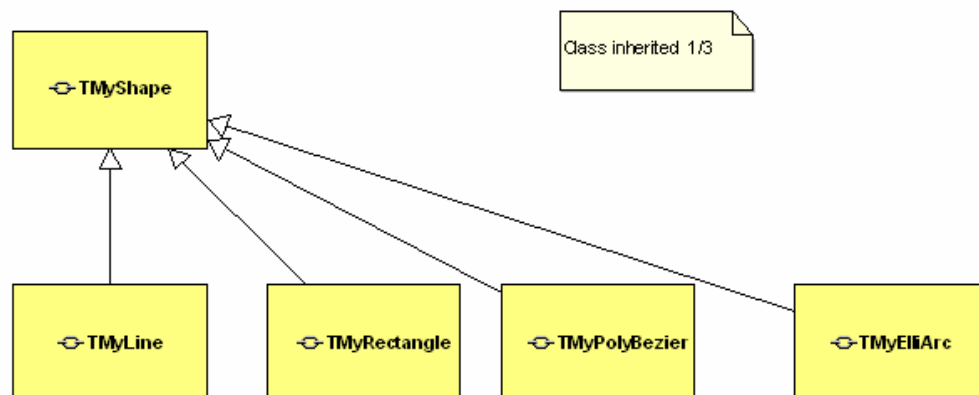 Class inherited 1/3
TMyShape
TMyLine
TMyRectangle
TMyPolyBezier
TMyElliArc